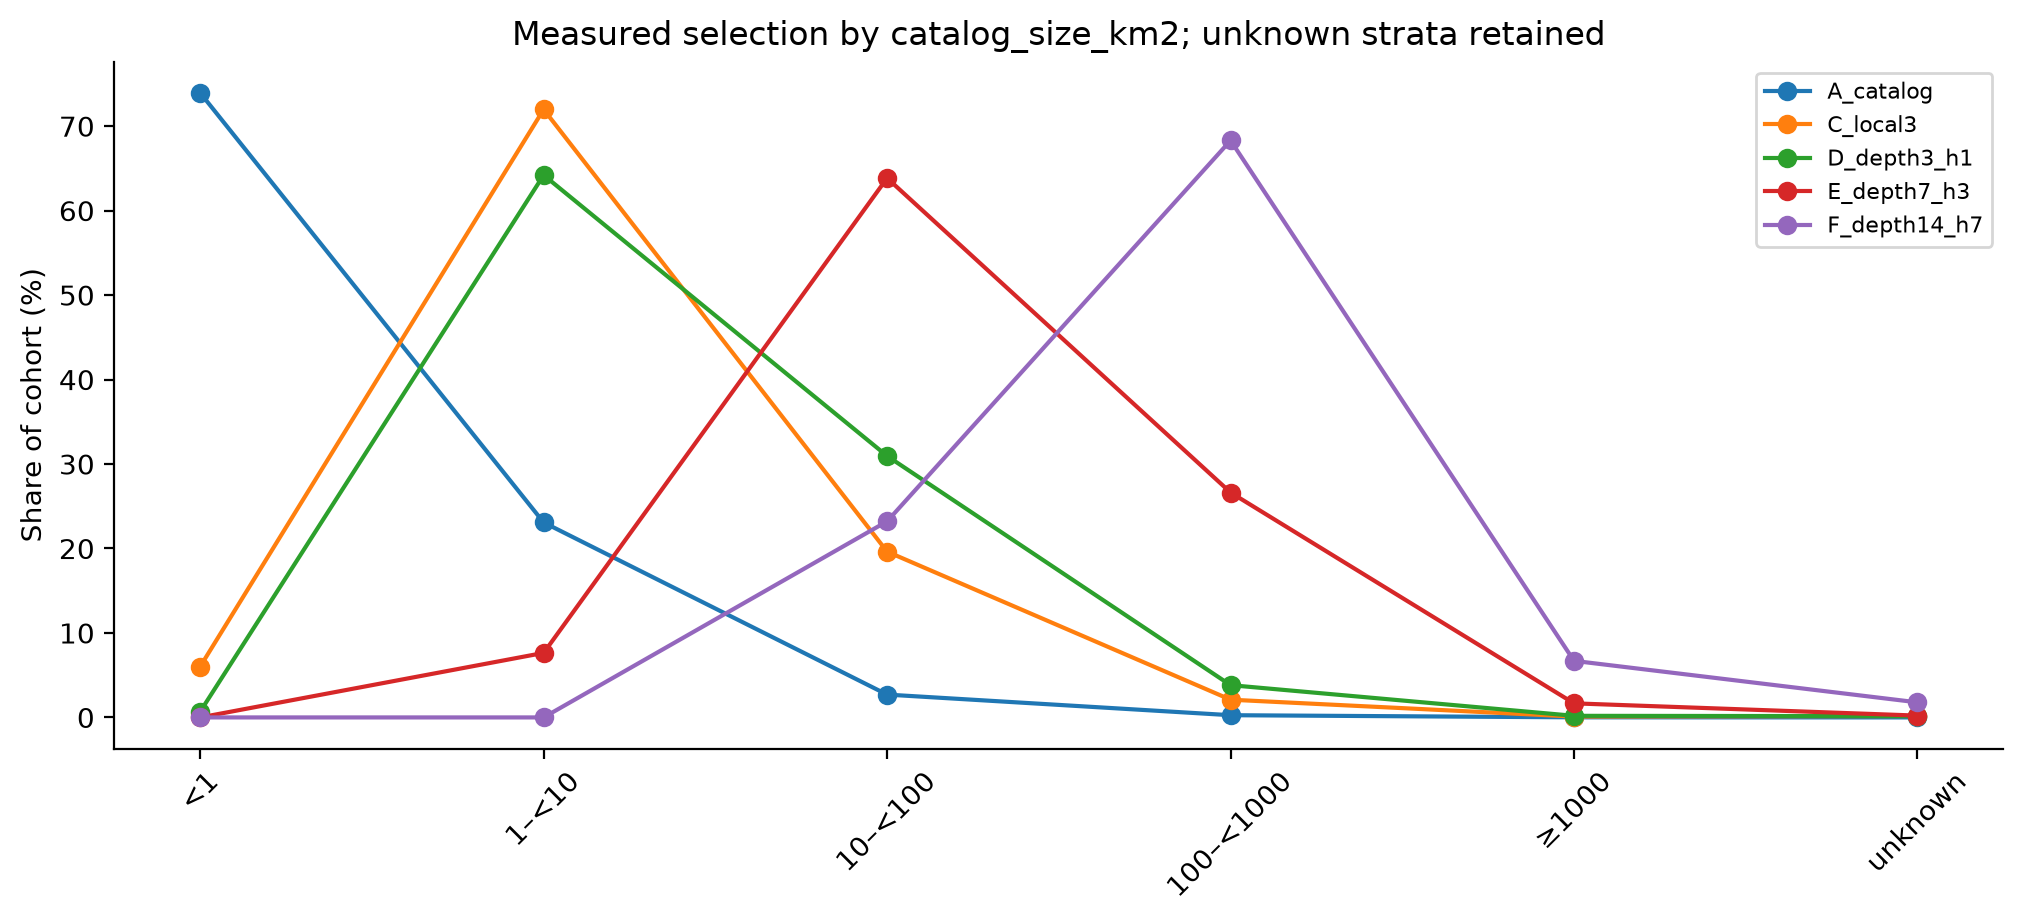 Measured selection by catalog_size_km2; unknown strata retained
A_catalog
C_local3
D_depth3_h1
E_depth7_h3
F_depth14_h7
Share of cohort (%)
70
60
50
40
30
20
10
0
<1
1–<10
10–<100
100–<1000
≥1000
unknown